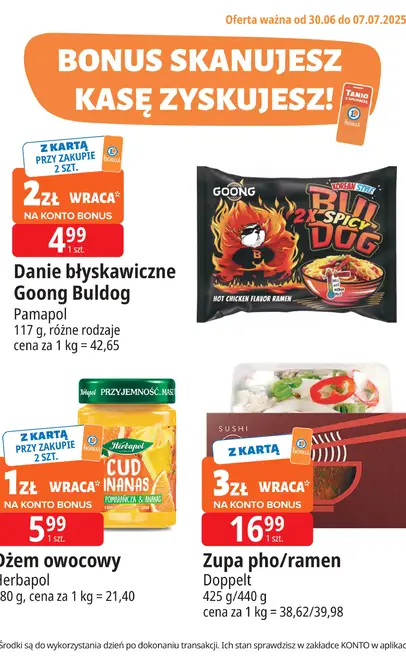 Oferta ważna od 30.06 do 07.07.2025
BONUS SKANUJESZ
KASĘ ZYSKUJESZ!
Z KARTĄ
PRZY ZAKUPIE
2 SZT.
bonus
2ZŁ WRACA*
NA KONTO BONUS
4 99
1 szt.
Danie błyskawiczne
Goong Buldog
Pamapol
117 g, różne rodzaje
cena za 1 kg = 42,65
GOONG
KOREAN STYLE
BUL
2X SPICY
DOG
HOT CHICKEN FLAVOR RAMEN
Z KARTĄ
PRZY ZAKUPIE
2 SZT.
1ZŁ WRACA*
NA KONTO BONUS
5 99
1 szt.
Herbapol
PRZYJEMNOŚĆ
Herbapol
CUD
NANAS
POMARAŃCZA & ANANAS
Dżem owocowy
Herbapol
80 g, cena za 1 kg = 21,40
SUSHI
Z KARTĄ
3ZŁ WRACA*
NA KONTO BONUS
16 99
1 szt.
Zupa pho/ramen
Doppelt
425 g/440 g
cena za 1 kg = 38,62/39,98
Środki są do wykorzystania dzień po dokonaniu transakcji. Ich stan sprawdzisz w zakładce KONTO w aplikac